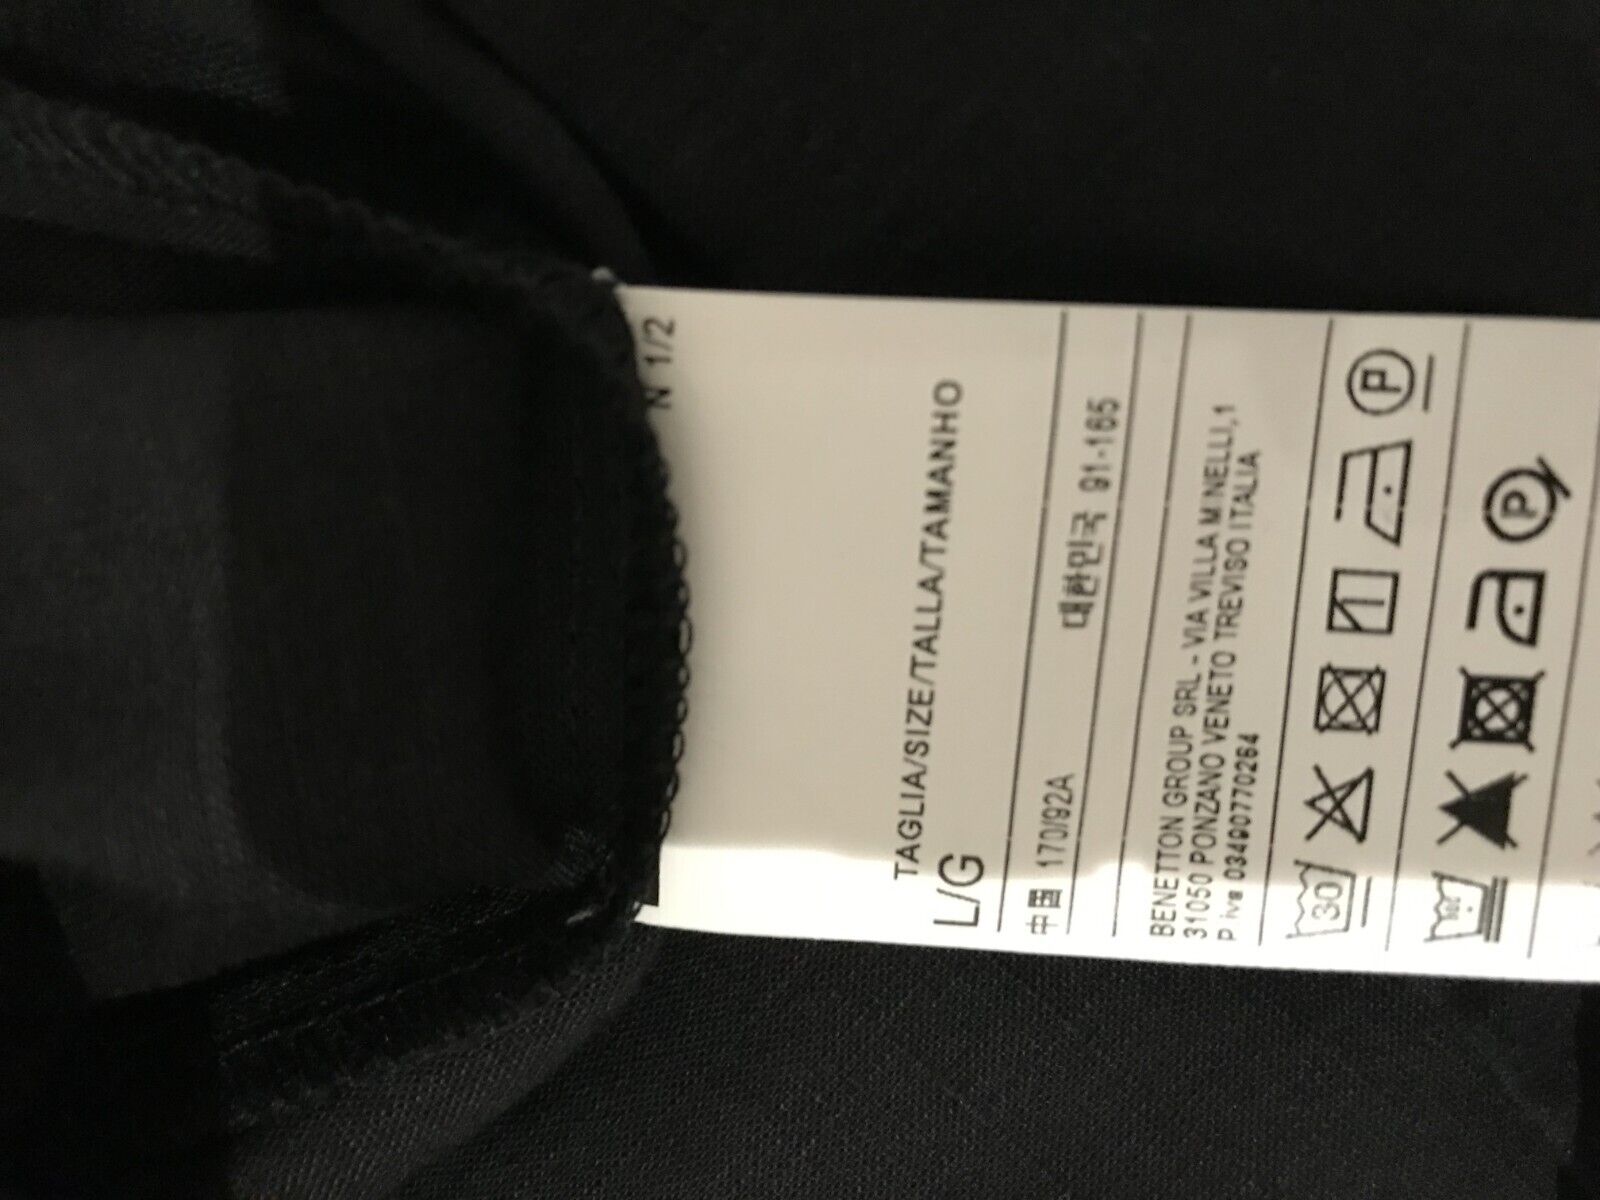 N 1/2
TAGLIA/SIZE/TALLA/TAMANHO
L/G
中国 170/92A 대한민국 91-165
BENETTON GROUP SRL - VIA VILLA MINELLI,1
31050 PONZANO VENETO TREVISO ITALIA
P.iva 03490770264
30 P
P